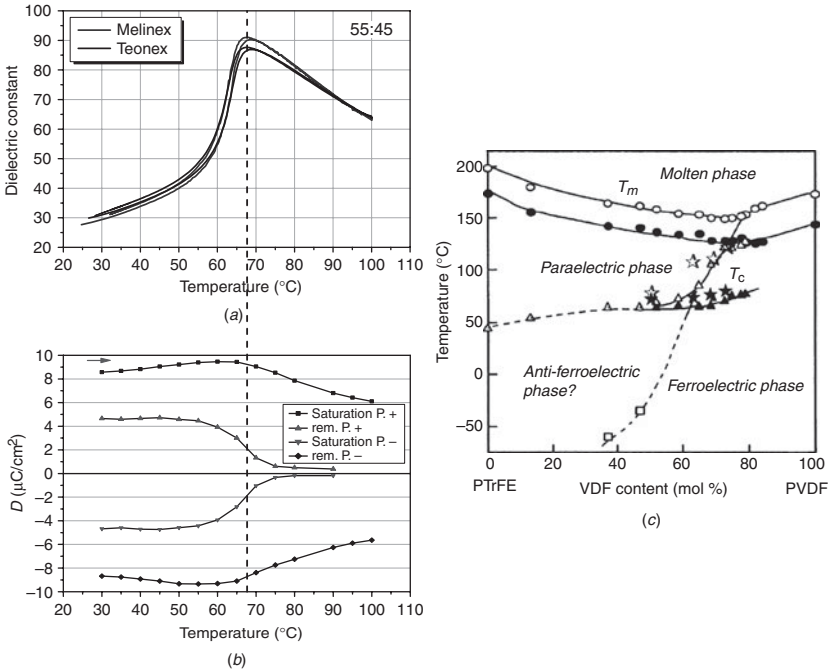 100
90
80
70
60
50
40
30
20
Dielectric constant
Melinex
Teonex
55:45
20 30 40 50 60 70 80 90 100 110
Temperature (°C)
(a)
10
8
6
4
2
0
−2
−4
−6
−8
−10
D (μC/cm²)
Saturation P. +
rem. P. +
Saturation P. −
rem. P. −
20 30 40 50 60 70 80 90 100 110
Temperature (°C)
(b)
200
150
100
50
0
−50
Temperature (°C)
Molten phase
Tm
Paraelectric phase
Tc
Anti-ferroelectric
phase?
Ferroelectric phase
0 20 40 60 80 100
PTrFE VDF content (mol %) PVDF
(c)